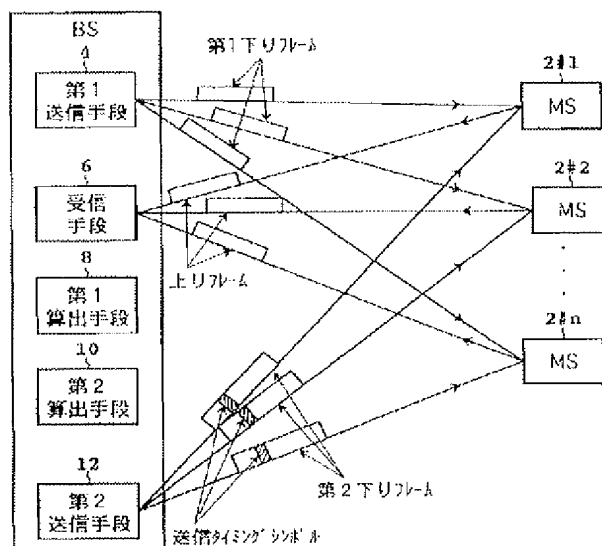 BS
4
第1
送信手段
6
受信
手段
8
第1
算出手段
10
第2
算出手段
12
第2
送信手段
第1下りフレーム
上りフレーム
第2下りフレーム
送信タイミングシンボル
2#1
MS
2#2
MS
2#n
MS